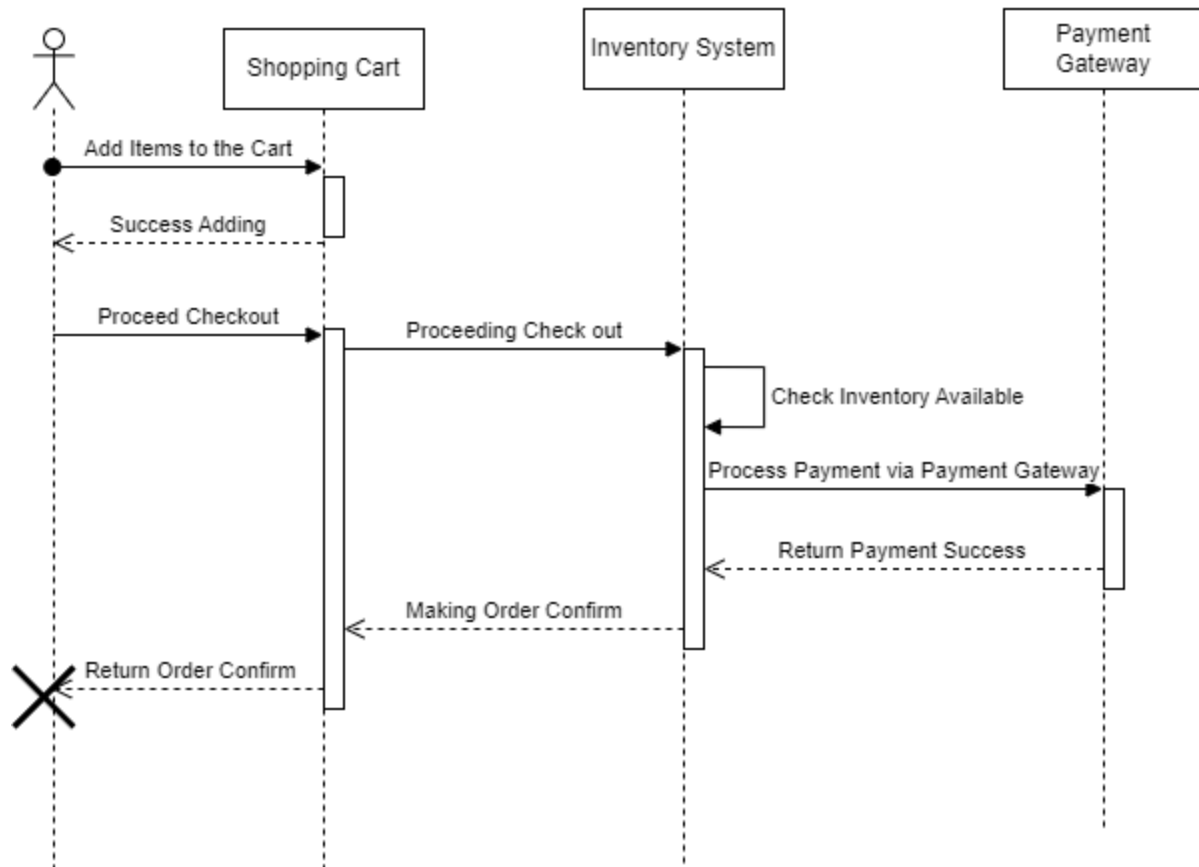 Shopping Cart
Inventory System
Payment
Gateway
Add Items to the Cart
Success Adding
Proceed Checkout
Proceeding Check out
Check Inventory Available
Process Payment via Payment Gateway
Return Payment Success
Making Order Confirm
Return Order Confirm